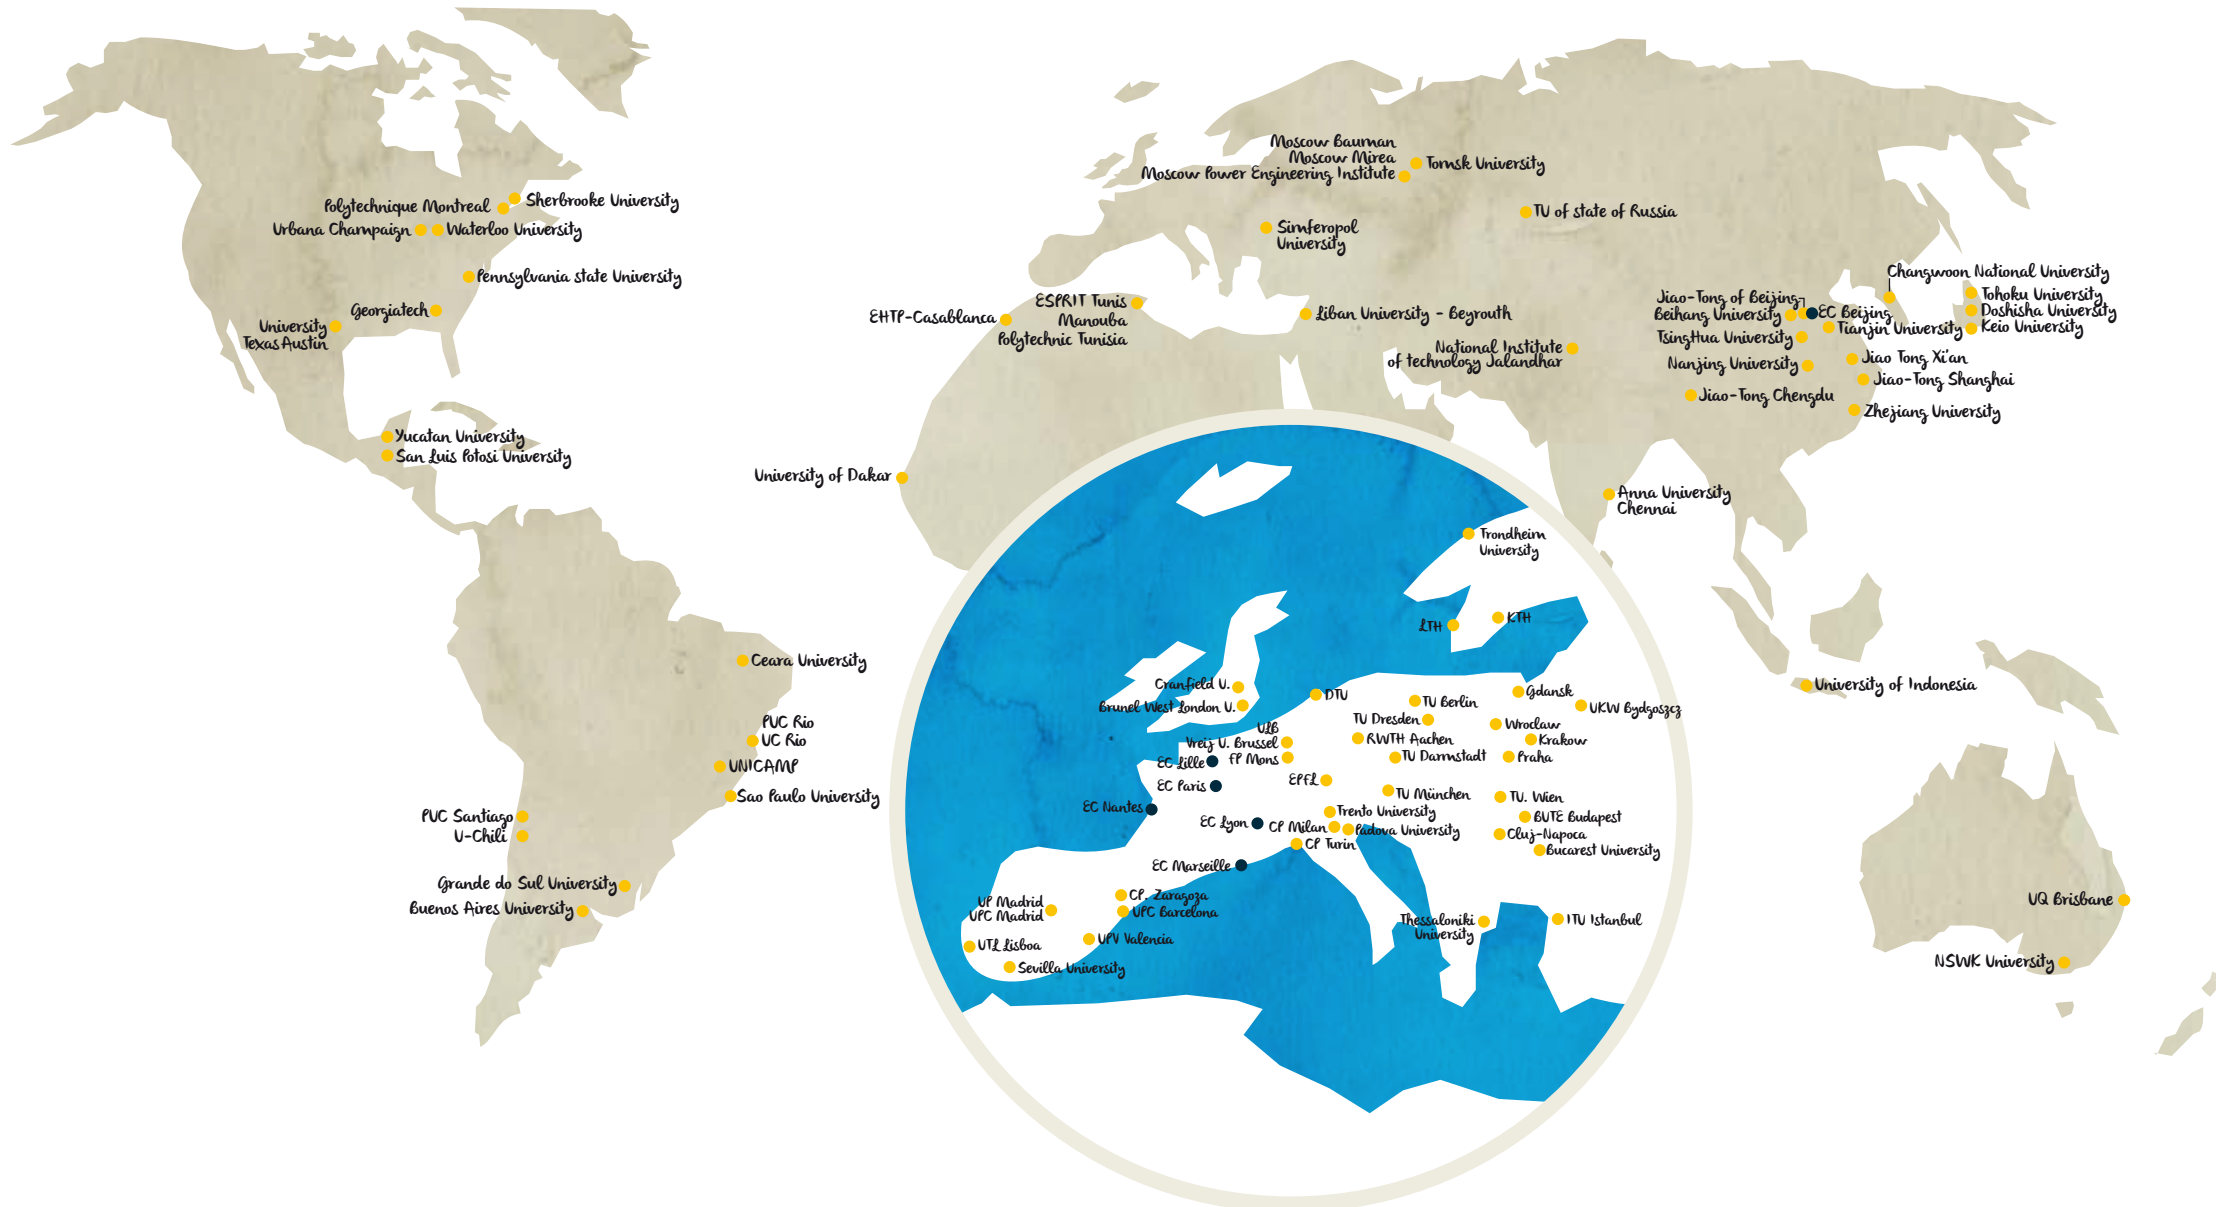 Sherbrooke University
Polytechnique Montreal
Urbana Champaign
Waterloo University
Pennsylvania state University
Georgiatech
University
Texas Austin
Yucatan University
San Luis Potosi University
Ceara University
PUC Rio
UC Rio
UNICAMP
Sao Paulo University
PUC Santiago
U-Chili
Grande do Sul University
Buenos Aires University
Moscow Bauman
Moscow Mirea
Moscow Power Engineering Institute
Tomsk University
TU of state of Russia
Simferopol
University
EHTP-Casablanca
ESPRIT Tunis
Manouba
Polytechnic Tunisia
Liban University - Beyrouth
National Institute
of technology Jalandhar
University of Dakar
Anna University
Chennai
Changwoon National University
Jiao-Tong of Beijing
Beihang University
EC Beijing
Tianjin University
TsingHua University
Nanjing University
Jiao Tong Xi'an
Jiao-Tong Shanghai
Jiao-Tong Chengdu
Zhejiang University
Tohoku University
Doshisha University
Keio University
University of Indonesia
UQ Brisbane
NSWK University
Trondheim
University
LTH
KTH
Cranfield U.
Brunel West London U.
DTU
TU Berlin
Gdansk
UKW Bydgoszcz
TU Dresden
Wroclaw
ULB
Vreij U. Brussel
FP Mons
RWTH Aachen
Krakow
TU Darmstadt
Praha
EC Lille
EC Paris
EPFL
EC Nantes
TU München
TU. Wien
Trento University
BUTE Budapest
EC Lyon
CP Milan
Padova University
Cluj-Napoca
CP Turin
Bucarest University
EC Marseille
UP Madrid
UPC Madrid
CP. Zaragoza
UPC Barcelona
UTL Lisboa
UPV Valencia
Sevilla University
Thessaloniki
University
ITU Istanbul